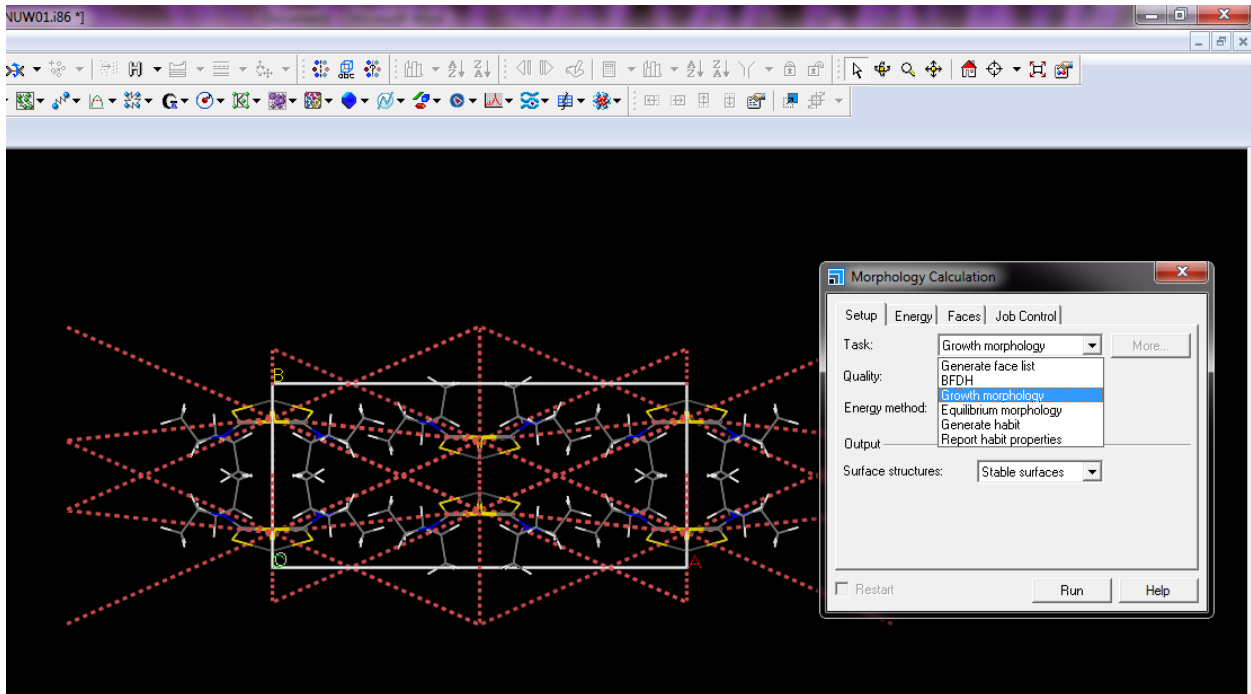 NUW01.i86 *]
B
O
A
Morphology Calculation
Setup
Energy
Faces
Job Control
Task:
Growth morphology
More...
Generate face list
BFDH
Growth morphology
Equilibrium morphology
Generate habit
Report habit properties
Quality:
Energy method:
Output
Surface structures:
Stable surfaces
Restart
Run
Help